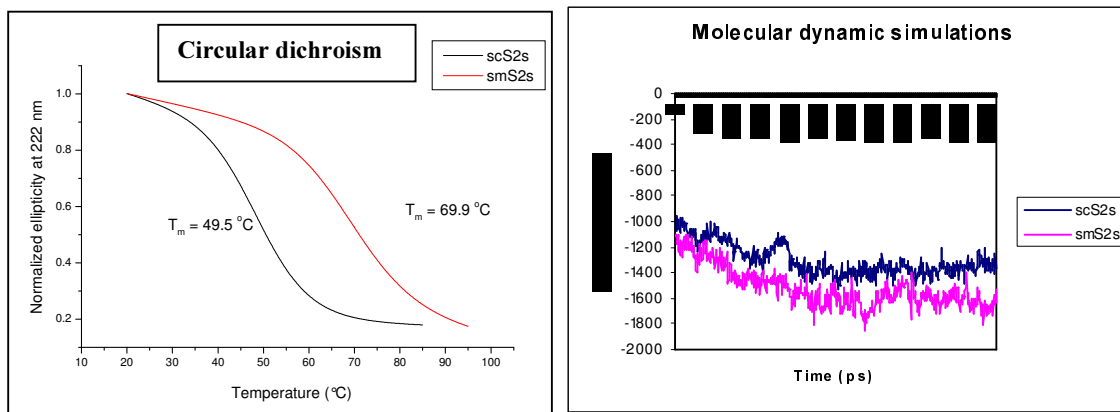 Circular dichroism
scS2s
smS2s
1.0
0.8
0.6
0.4
0.2
Normalized ellipticity at 222 nm
Tm = 49.5 °C
Tm = 69.9 °C
10 20 30 40 50 60 70 80 90 100
Temperature (°C)
Molecular dynamic simulations
0
-200
-400
-600
-800
-1000
-1200
-1400
-1600
-1800
-2000
scS2s
smS2s
Time (ps)